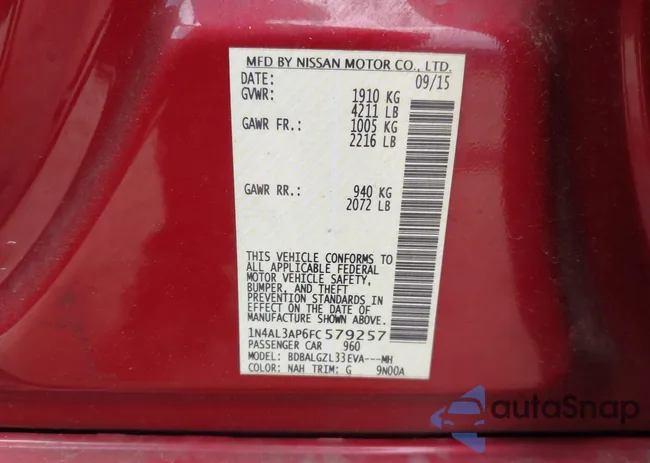 MFD BY NISSAN MOTOR CO., LTD.
DATE: 09/15
GVWR: 1910 KG
4211 LB
GAWR FR.: 1005 KG
2216 LB
GAWR RR.: 940 KG
2072 LB
THIS VEHICLE CONFORMS TO
ALL APPLICABLE FEDERAL
MOTOR VEHICLE SAFETY,
BUMPER, AND THEFT
PREVENTION STANDARDS IN
EFFECT ON THE DATE OF
MANUFACTURE SHOWN ABOVE.
1N4AL3AP6FC579257
PASSENGER CAR 960
MODEL: BDBALGZL33EVA---MH
COLOR: NAH TRIM: G 9N00A
autoSnap